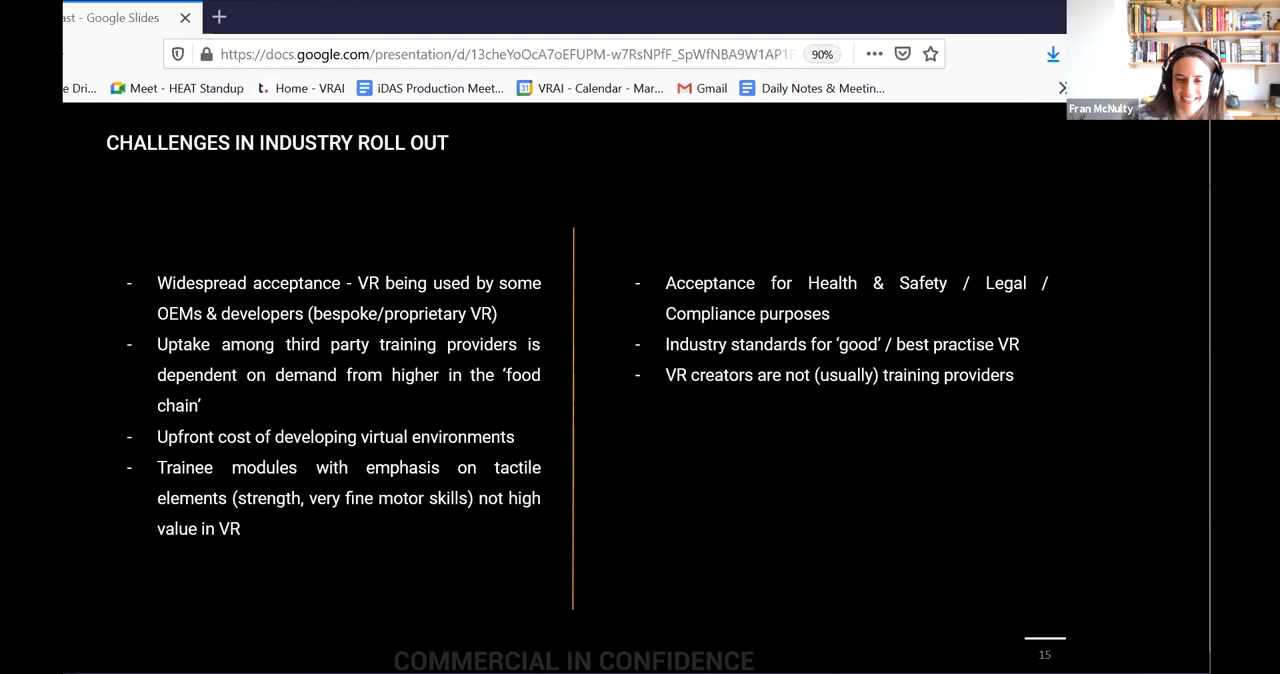 ast - Google Slides
https://docs.google.com/presentation/d/13cheYoOcA7oEFUPM-w7RsNPfF_SpWfNBA9W1AP1
90%
e Dri...
Meet - HEAT Standup
Home - VRAI
iDAS Production Meet...
31
VRAI - Calendar - Mar...
Gmail
Daily Notes & Meetin...
Fran McNulty
CHALLENGES IN INDUSTRY ROLL OUT
- Widespread acceptance - VR being used by some
OEMs & developers (bespoke/proprietary VR)
- Uptake among third party training providers is
dependent on demand from higher in the ‘food
chain’
- Upfront cost of developing virtual environments
- Trainee modules with emphasis on tactile
elements (strength, very fine motor skills) not high
value in VR
- Acceptance for Health & Safety / Legal /
Compliance purposes
- Industry standards for ‘good’ / best practise VR
- VR creators are not (usually) training providers
COMMERCIAL IN CONFIDENCE
15